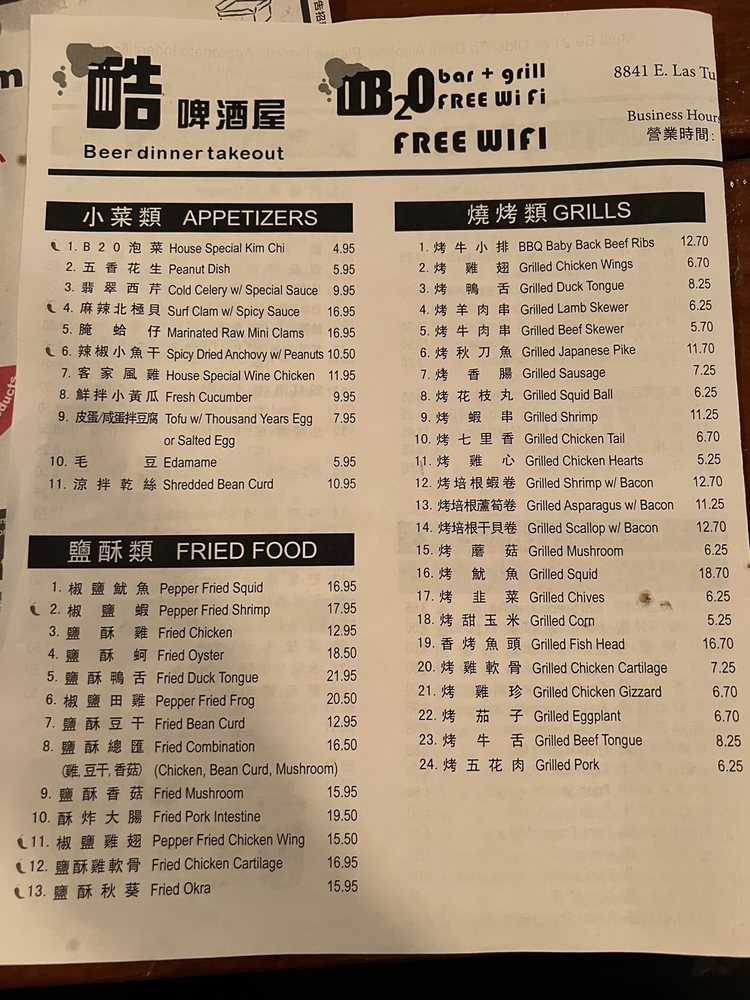 酷 啤酒屋
Beer dinner takeout
B2O bar + grill
FREE Wi Fi
FREE WIFI
8841 E. Las Tu
Business Hours
營業時間:
小菜類 APPETIZERS
1. B 2 0 泡菜 House Special Kim Chi 4.95
2. 五香花生 Peanut Dish 5.95
3. 翡翠西芹 Cold Celery w/ Special Sauce 9.95
4. 麻辣北極貝 Surf Clam w/ Spicy Sauce 16.95
5. 腌蛤仔 Marinated Raw Mini Clams 16.95
6. 辣椒小魚干 Spicy Dried Anchovy w/ Peanuts 10.50
7. 客家風雞 House Special Wine Chicken 11.95
8. 鮮拌小黃瓜 Fresh Cucumber 9.95
9. 皮蛋/咸蛋拌豆腐 Tofu w/ Thousand Years Egg 7.95
or Salted Egg
10. 毛豆 Edamame 5.95
11. 涼拌乾絲 Shredded Bean Curd 10.95
鹽酥類 FRIED FOOD
1. 椒鹽魷魚 Pepper Fried Squid 16.95
2. 椒鹽蝦 Pepper Fried Shrimp 17.95
3. 鹽酥雞 Fried Chicken 12.95
4. 鹽酥蚵 Fried Oyster 18.50
5. 鹽酥鴨舌 Fried Duck Tongue 21.95
6. 椒鹽田雞 Pepper Fried Frog 20.50
7. 鹽酥豆干 Fried Bean Curd 12.95
8. 鹽酥總匯 Fried Combination 16.50
(雞, 豆干, 香菇) (Chicken, Bean Curd, Mushroom)
9. 鹽酥香菇 Fried Mushroom 15.95
10. 酥炸大腸 Fried Pork Intestine 19.50
11. 椒鹽雞翅 Pepper Fried Chicken Wing 15.50
12. 鹽酥雞軟骨 Fried Chicken Cartilage 16.95
13. 鹽酥秋葵 Fried Okra 15.95
燒烤類 GRILLS
1. 烤牛小排 BBQ Baby Back Beef Ribs 12.70
2. 烤雞翅 Grilled Chicken Wings 6.70
3. 烤鴨舌 Grilled Duck Tongue 8.25
4. 烤羊肉串 Grilled Lamb Skewer 6.25
5. 烤牛肉串 Grilled Beef Skewer 5.70
6. 烤秋刀魚 Grilled Japanese Pike 11.70
7. 烤香腸 Grilled Sausage 7.25
8. 烤花枝丸 Grilled Squid Ball 6.25
9. 烤蝦串 Grilled Shrimp 11.25
10. 烤七里香 Grilled Chicken Tail 6.70
11. 烤雞心 Grilled Chicken Hearts 5.25
12. 烤培根蝦卷 Grilled Shrimp w/ Bacon 12.70
13. 烤培根蘆筍卷 Grilled Asparagus w/ Bacon 11.25
14. 烤培根干貝卷 Grilled Scallop w/ Bacon 12.70
15. 烤蘑菇 Grilled Mushroom 6.25
16. 烤魷魚 Grilled Squid 18.70
17. 烤韭菜 Grilled Chives 6.25
18. 烤甜玉米 Grilled Corn 5.25
19. 香烤魚頭 Grilled Fish Head 16.70
20. 烤雞軟骨 Grilled Chicken Cartilage 7.25
21. 烤雞珍 Grilled Chicken Gizzard 6.70
22. 烤茄子 Grilled Eggplant 6.70
23. 烤牛舌 Grilled Beef Tongue 8.25
24. 烤五花肉 Grilled Pork 6.25